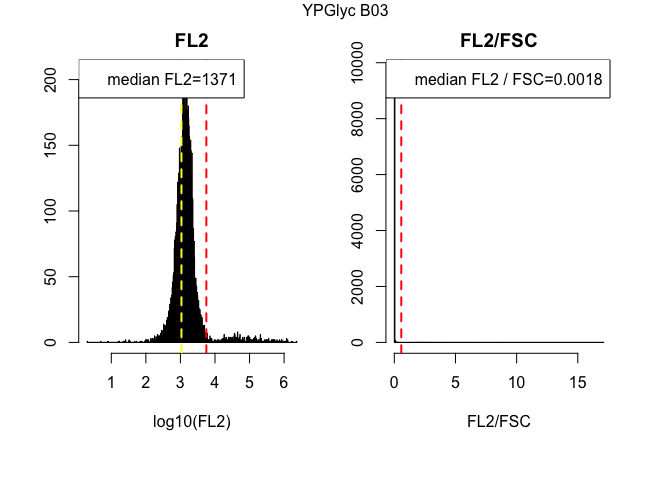 YPGlyc B03
FL2
median FL2=1371
0 50 100 150 200
1 2 3 4 5 6
log10(FL2)
FL2/FSC
median FL2 / FSC=0.0018
0 2000 4000 6000 8000 10000
0 5 10 15
FL2/FSC